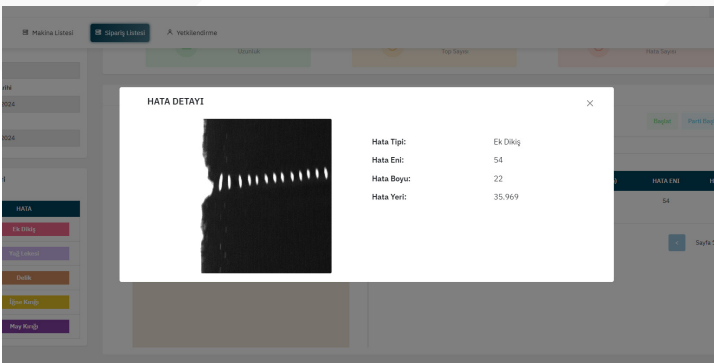 Makina Listesi
Sipariş Listesi
Yetkilendirme
Günlük
Top Sayısı
Hata Sayısı
2024
2024
HATA DETAYI
Hata Tipi: Ek Dikiş
Hata Eni: 54
Hata Boyu: 22
Hata Yeri: 35.969
Başlat
HATA ENI
54
HATA
Ek Dikiş
Yağ Lekesi
Delik
İğne Kırığı
May Kırığı